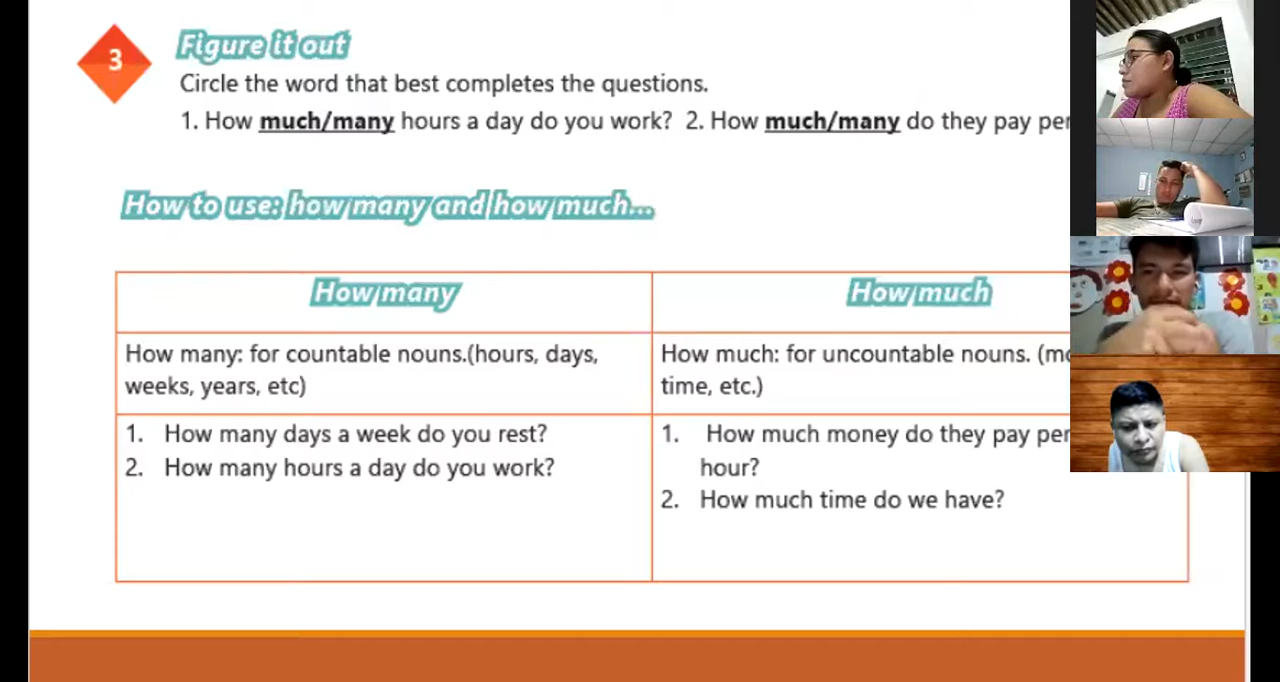 3
Figure it out
Circle the word that best completes the questions.
1. How much/many hours a day do you work?  2. How much/many do they pay per
How to use: how many and how much...
How many
How much
How many: for countable nouns.(hours, days,
weeks, years, etc)
How much: for uncountable nouns. (
time, etc.)
1. How many days a week do you rest?
2. How many hours a day do you work?
1. How much money do they pay per
hour?
2. How much time do we have?